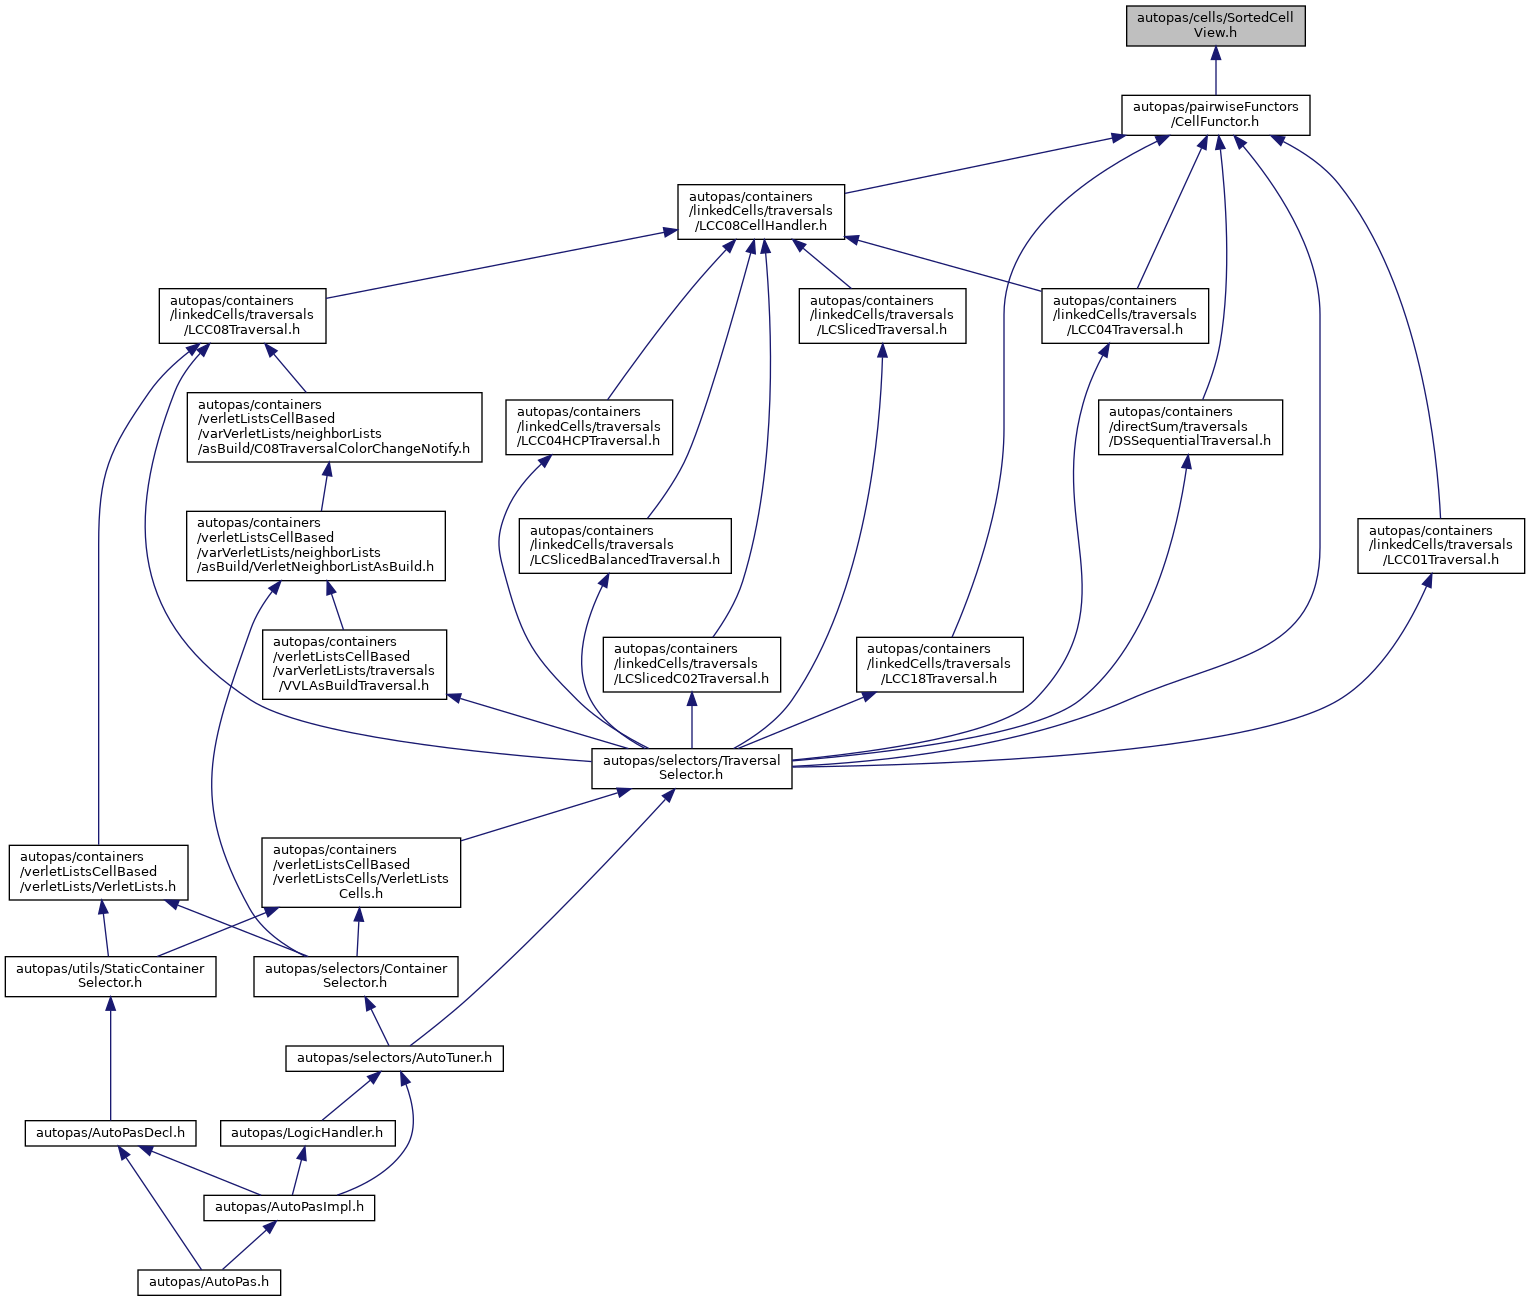 autopas/cells/SortedCell
View.h
autopas/pairwiseFunctors
/CellFunctor.h
autopas/containers
/linkedCells/traversals
/LCC08CellHandler.h
autopas/containers
/linkedCells/traversals
/LCC08Traversal.h
autopas/containers
/linkedCells/traversals
/LCSlicedTraversal.h
autopas/containers
/linkedCells/traversals
/LCC04Traversal.h
autopas/containers
/verletListsCellBased
/varVerletLists/neighborLists
/asBuild/C08TraversalColorChangeNotify.h
autopas/containers
/linkedCells/traversals
/LCC04HCPTraversal.h
autopas/containers
/directSum/traversals
/DSSequentialTraversal.h
autopas/containers
/verletListsCellBased
/varVerletLists/neighborLists
/asBuild/VerletNeighborListAsBuild.h
autopas/containers
/linkedCells/traversals
/LCSlicedBalancedTraversal.h
autopas/containers
/linkedCells/traversals
/LCC01Traversal.h
autopas/containers
/verletListsCellBased
/varVerletLists/traversals
/VVLAsBuildTraversal.h
autopas/containers
/linkedCells/traversals
/LCSlicedC02Traversal.h
autopas/containers
/linkedCells/traversals
/LCC18Traversal.h
autopas/selectors/Traversal
Selector.h
autopas/containers
/verletListsCellBased
/verletLists/VerletLists.h
autopas/containers
/verletListsCellBased
/verletListsCells/VerletLists
Cells.h
autopas/utils/StaticContainer
Selector.h
autopas/selectors/Container
Selector.h
autopas/selectors/AutoTuner.h
autopas/AutoPasDecl.h
autopas/LogicHandler.h
autopas/AutoPasImpl.h
autopas/AutoPas.h